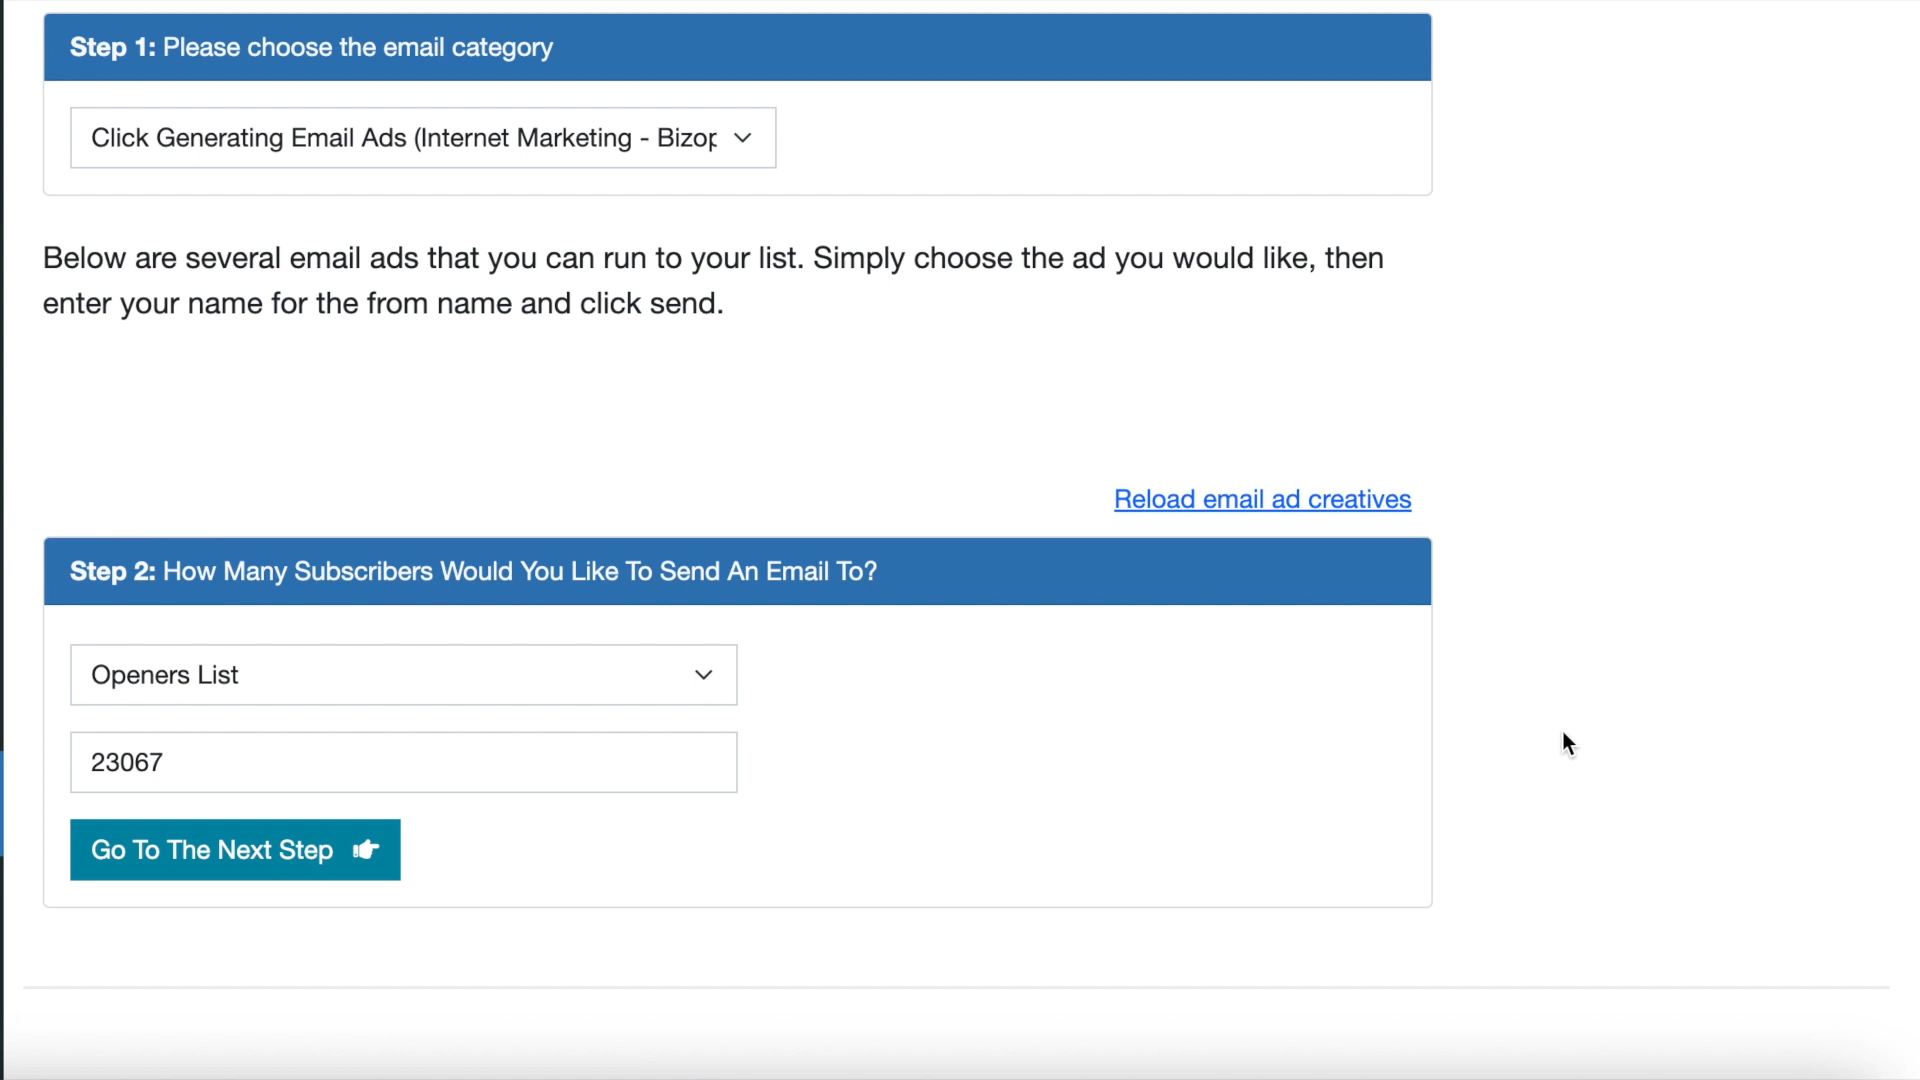 Step 1: Please choose the email category
Click Generating Email Ads (Internet Marketing - Bizop
Below are several email ads that you can run to your list. Simply choose the ad you would like, then
enter your name for the from name and click send.
Reload email ad creatives
Step 2: How Many Subscribers Would You Like To Send An Email To?
Openers List
23067
Go To The Next Step